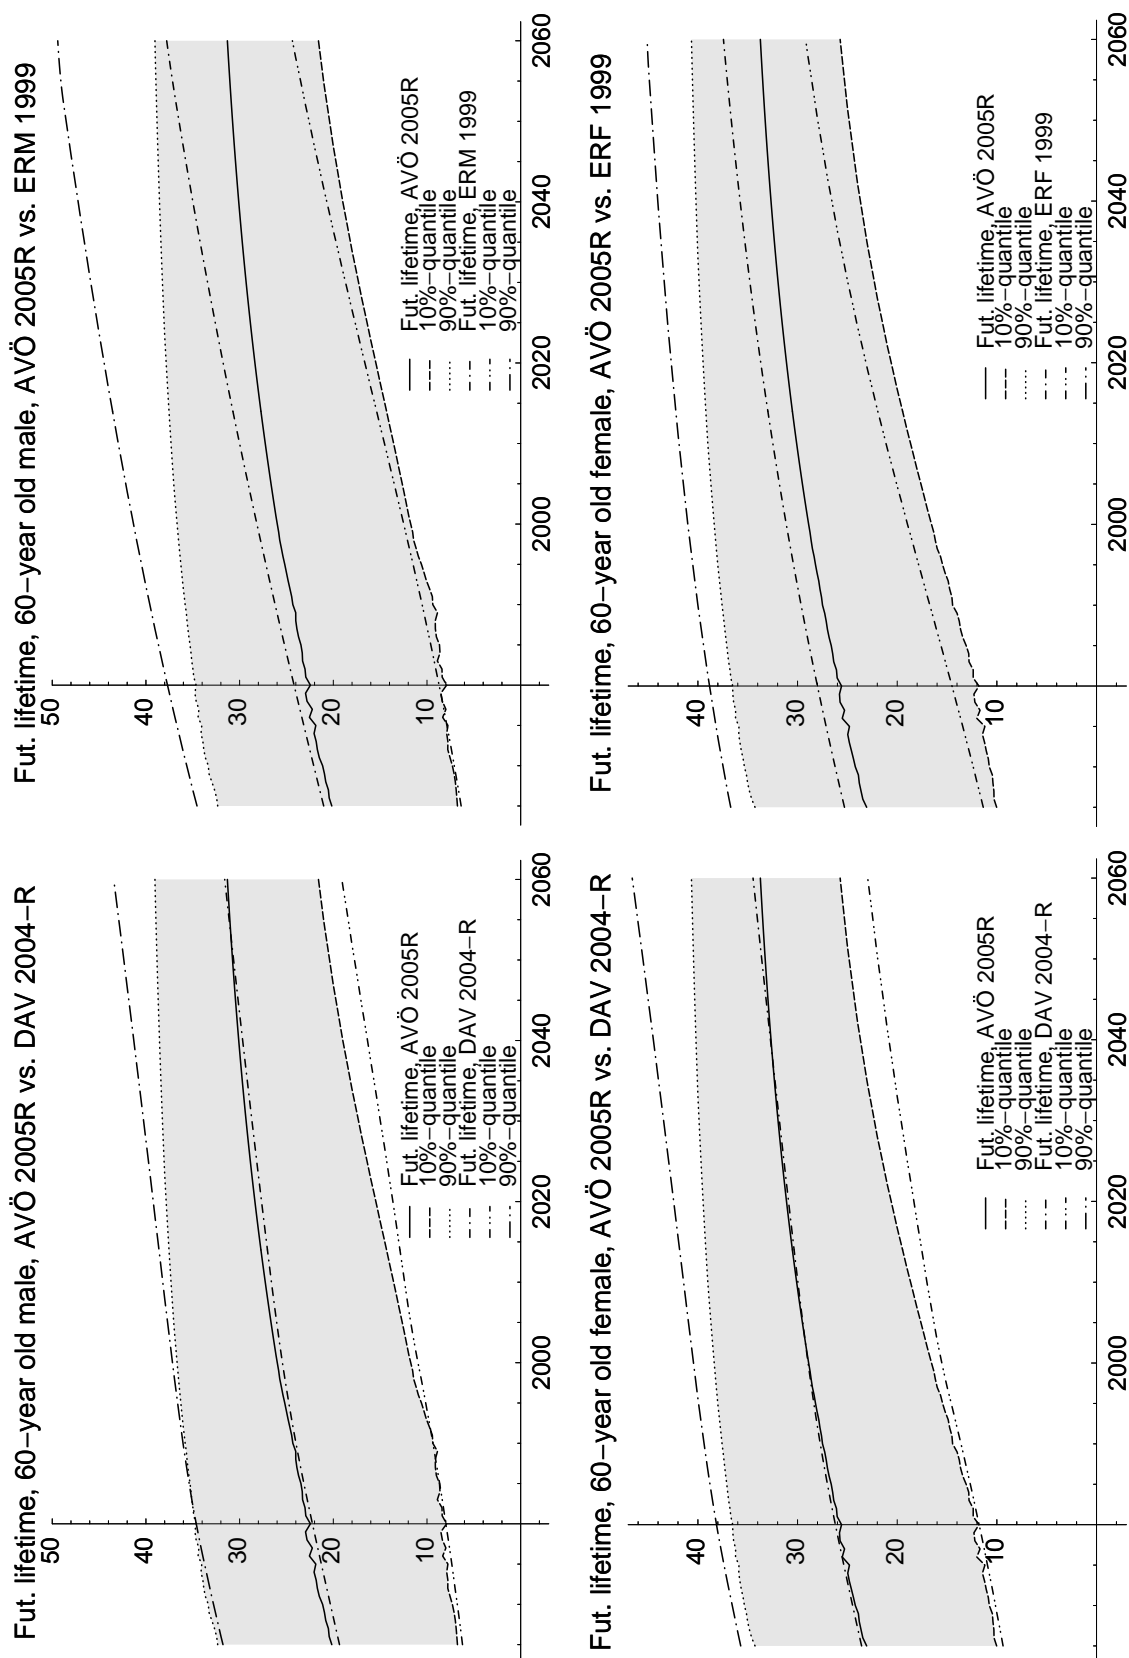 Fut. lifetime, 60−year old male, AVÖ 2005R vs. DAV 2004−R
50
40
30
20
10
Fut. lifetime, AVÖ 2005R
10%−quantile
90%−quantile
Fut. lifetime, DAV 2004−R
10%−quantile
90%−quantile
2000 2020 2040 2060
Fut. lifetime, 60−year old male, AVÖ 2005R vs. ERM 1999
50
40
30
20
10
Fut. lifetime, AVÖ 2005R
10%−quantile
90%−quantile
Fut. lifetime, ERM 1999
10%−quantile
90%−quantile
2000 2020 2040 2060
Fut. lifetime, 60−year old female, AVÖ 2005R vs. DAV 2004−R
40
30
20
10
Fut. lifetime, AVÖ 2005R
10%−quantile
90%−quantile
Fut. lifetime, DAV 2004−R
10%−quantile
90%−quantile
2000 2020 2040 2060
Fut. lifetime, 60−year old female, AVÖ 2005R vs. ERF 1999
40
30
20
10
Fut. lifetime, AVÖ 2005R
10%−quantile
90%−quantile
Fut. lifetime, ERF 1999
10%−quantile
90%−quantile
2000 2020 2040 2060